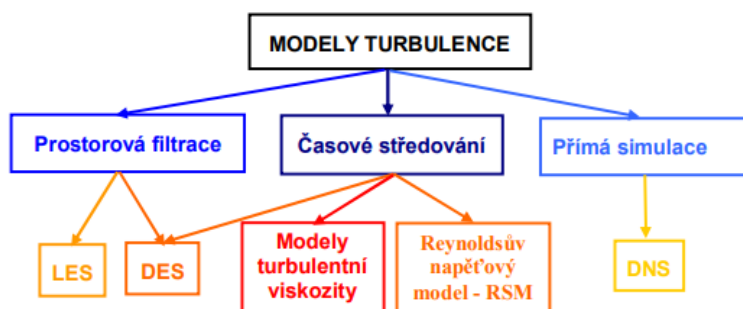 MODELY TURBULENCE
Prostorová filtrace
Časové středování
Přímá simulace
LES
DES
Modely
turbulentní
viskozity
Reynoldsův
napěťový
model - RSM
DNS